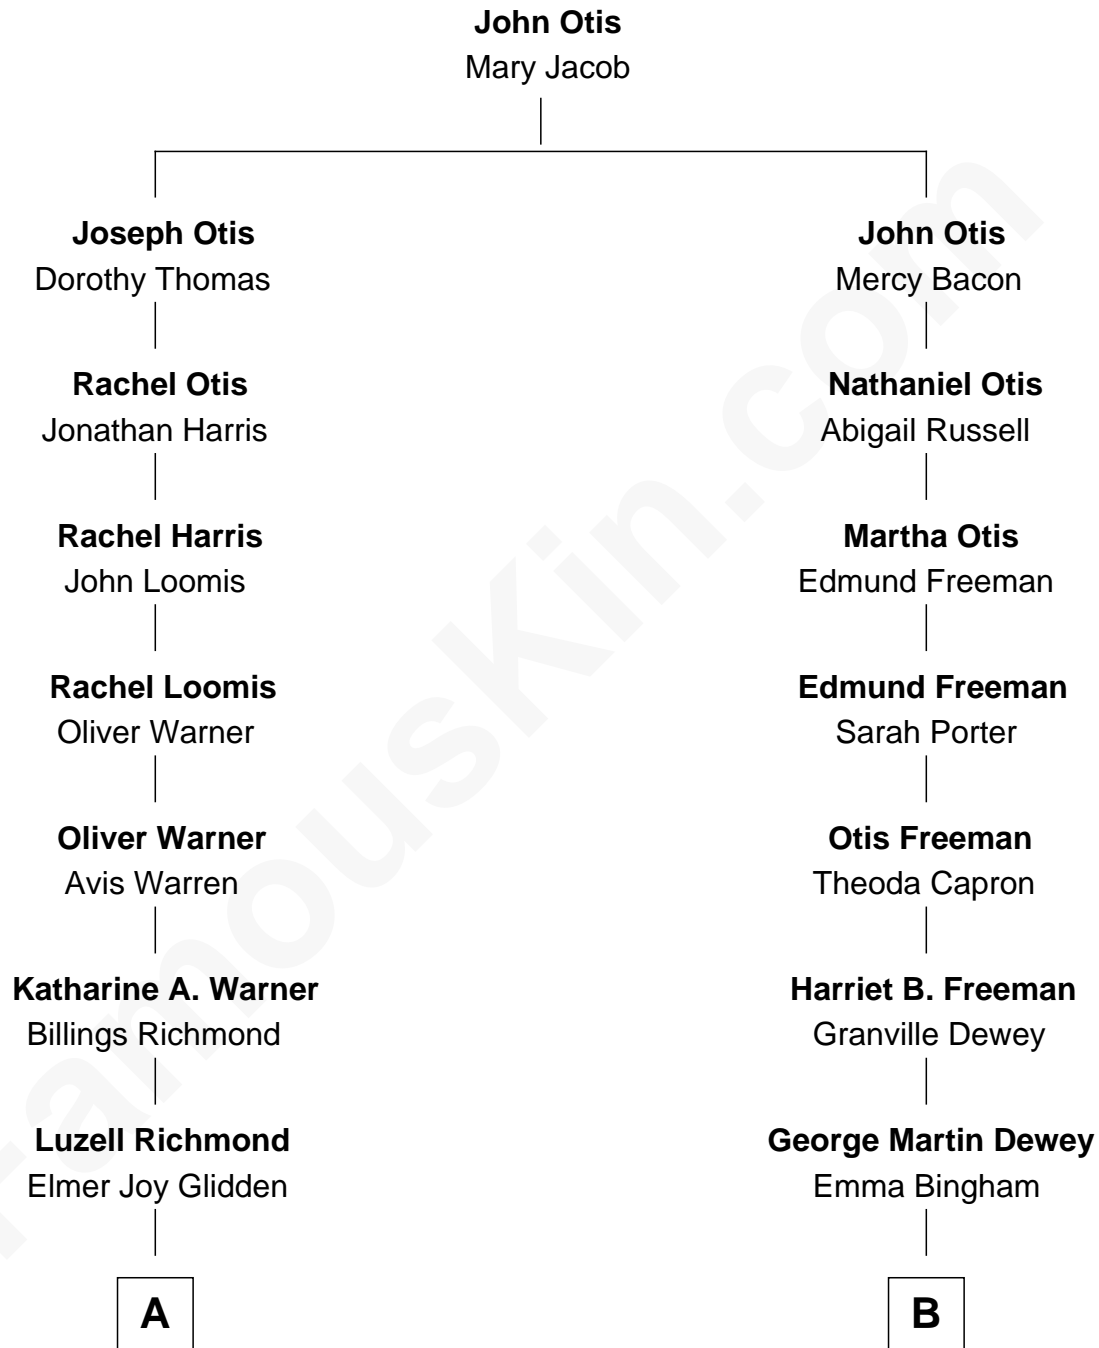 John Otis
Mary Jacob
Joseph Otis
Dorothy Thomas
Rachel Otis
Jonathan Harris
Rachel Harris
John Loomis
Rachel Loomis
Oliver Warner
Oliver Warner
Avis Warren
Katharine A. Warner
Billings Richmond
Luzell Richmond
Elmer Joy Glidden
A
John Otis
Mercy Bacon
Nathaniel Otis
Abigail Russell
Martha Otis
Edmund Freeman
Edmund Freeman
Sarah Porter
Otis Freeman
Theoda Capron
Harriet B. Freeman
Granville Dewey
George Martin Dewey
Emma Bingham
B
FamousKin.com